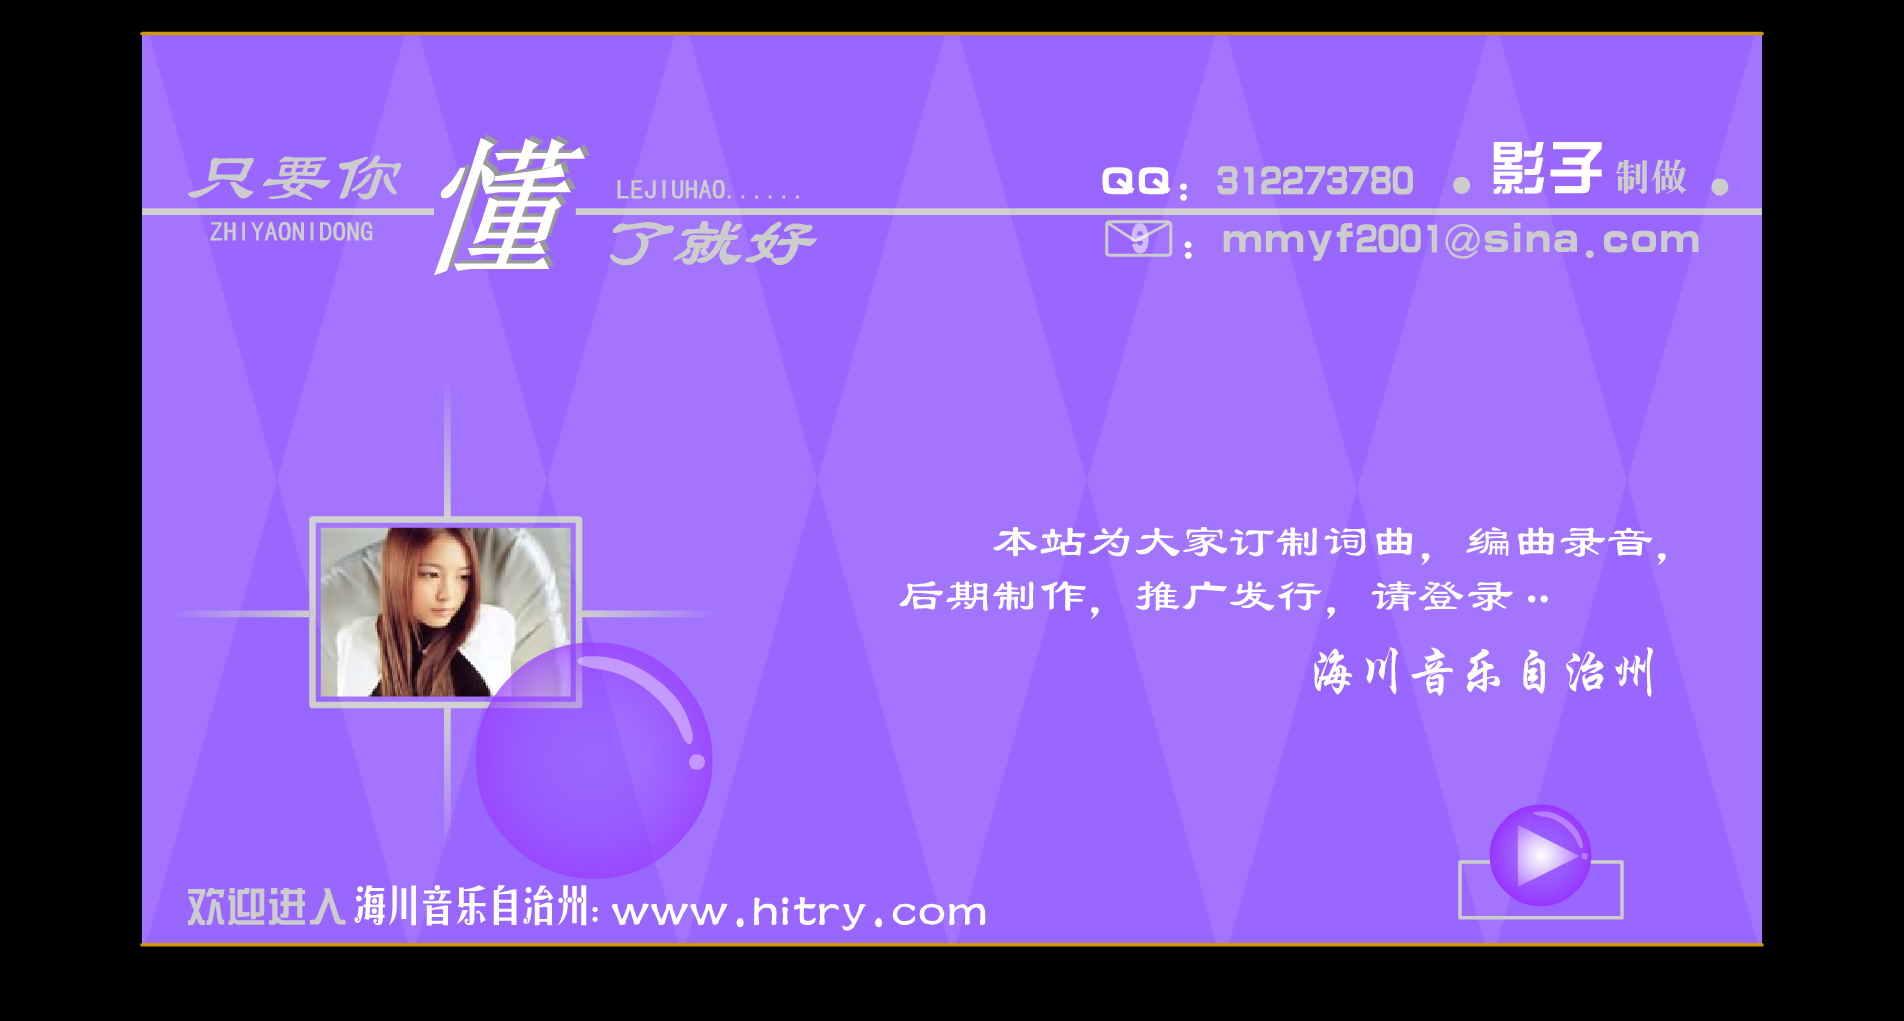 只要你懂
ZHIYAONIDONG
LEJIUHAO......
了就好
QQ：312273780 ．影子制做．
：mmyf2001@sina.com
本站为大家订制词曲，编曲录音，
后期制作，推广发行，请登录··
海川音乐自治州
欢迎进入海川音乐自治州：www.hitry.com